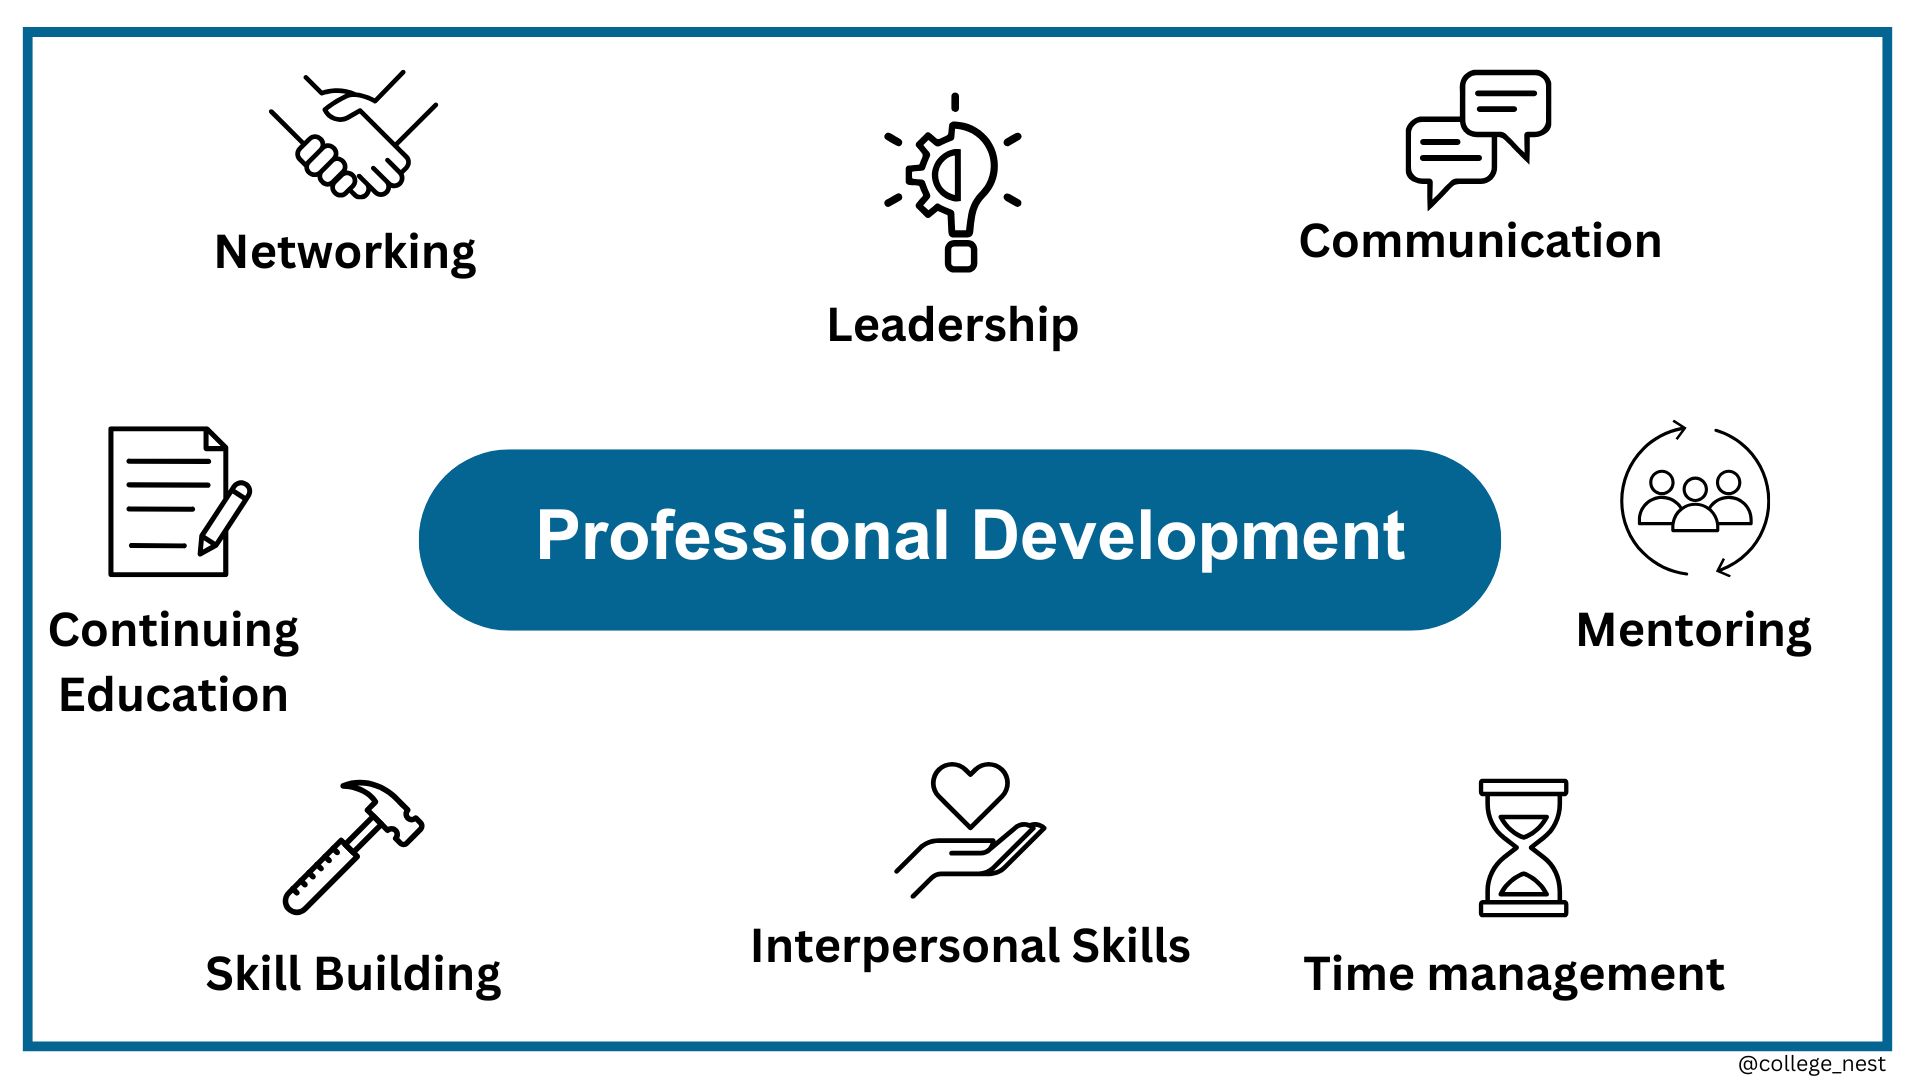 Networking
Leadership
Communication
Professional Development
Continuing
Education
Mentoring
Skill Building
Interpersonal Skills
Time management
@college_nest